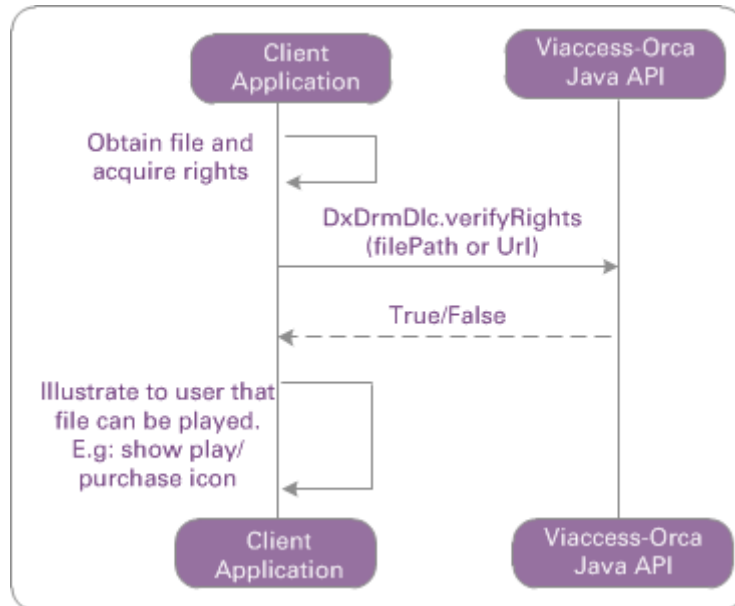 Client
Application
Viaccess-Orca
Java API
Obtain file and
acquire rights
DxDrmDlc.verifyRights
(filePath or Url)
True/False
Illustrate to user that
file can be played.
E.g: show play/
purchase icon
Client
Application
Viaccess-Orca
Java API